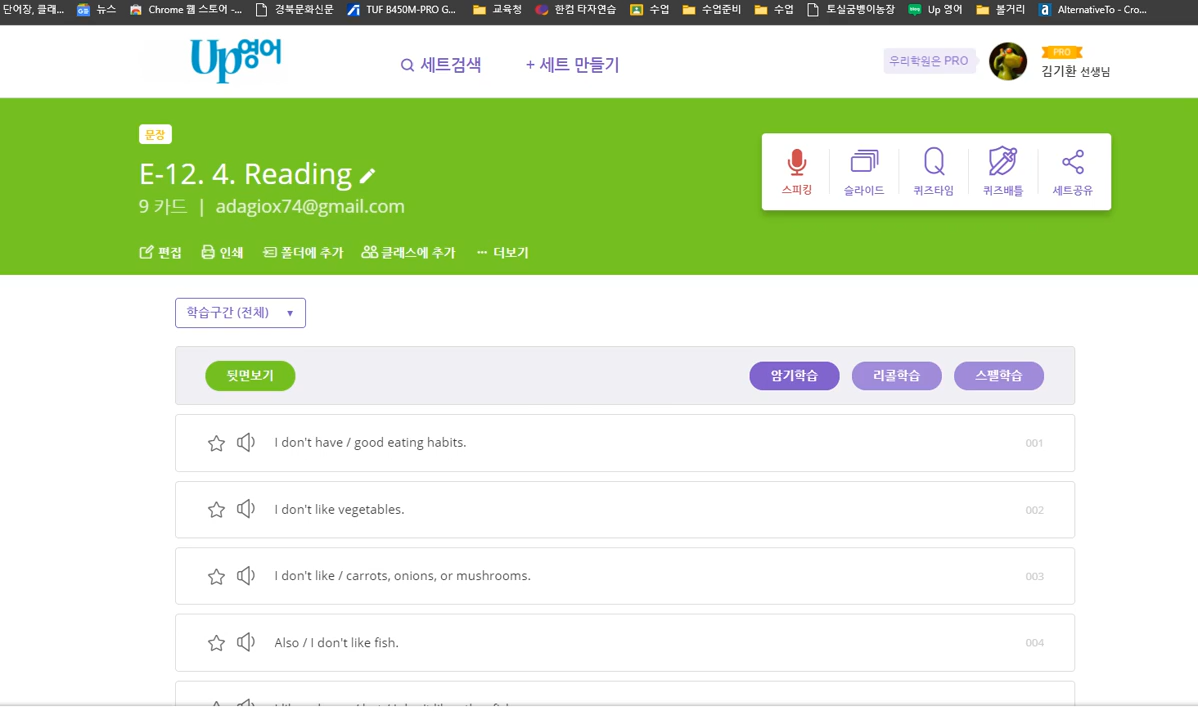 단어장, 클래... 뉴스 Chrome 웹 스토어 -... 경북문화신문 TUF B450M-PRO G... 교육청 한컴 타자연습 수업 수업준비 수업 토실굼벵이농장 Up 영어 볼거리 AlternativeTo - Cro...
Up영어 세트검색 + 세트 만들기 우리학원은 PRO PRO
김기환 선생님
문장
E-12. 4. Reading
9 카드 | adagiox74@gmail.com
스피킹 슬라이드 퀴즈타임 퀴즈배틀 세트공유
편집 인쇄 폴더에 추가 클래스에 추가 ··· 더보기
학습구간 (전체) ▼
뒷면보기 암기학습 리콜학습 스펠학습
I don't have / good eating habits. 001
I don't like vegetables. 002
I don't like / carrots, onions, or mushrooms. 003
Also / I don't like fish. 004